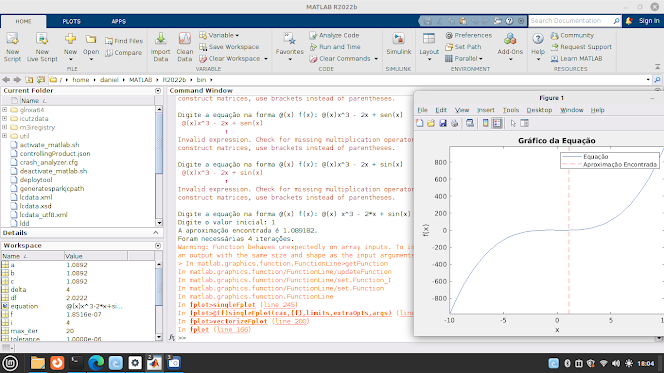 MATLAB R2022b
HOME PLOTS APPS
Search Documentation
Sign In
New Script
New Live Script
New
Open
Find Files
Compare
Import Data
Clean Data
Variable
Save Workspace
Clear Workspace
Favorites
Analyze Code
Run and Time
Clear Commands
Simulink
Layout
Preferences
Set Path
Parallel
Add-Ons
Help
Community
Request Support
Learn MATLAB
FILE VARIABLE CODE SIMULINK ENVIRONMENT RESOURCES
/ home daniel MATLAB R2022b bin
Current Folder
Name
glnxa64
icutzdata
m3iregistry
util
activate_matlab.sh
controllingProduct.json
crash_analyzer.cfg
deactivate_matlab.sh
deploytool
generatesparkjcpath
lcdata.xml
lcdata.xsd
lcdata_utf8.xml
ldd
Details
Workspace
Name Value
a 1.0892
b 1.0892
c 1.0892
delta 4
df 2.0222
equation @(x)x^3-2*x+si...
f 1.8516e-07
i 4
max_iter 20
tolerance 1.0000e-06
Command Window
construct matrices, use brackets instead of parentheses.
Digite a equação na forma @(x) f(x): @(x)x^3 - 2x + sen(x)
@(x)x^3 - 2x + sen(x)
↑
Invalid expression. Check for missing multiplication operator
construct matrices, use brackets instead of parentheses.
Digite a equação na forma @(x) f(x): @(x)x^3 - 2x + sin(x)
@(x)x^3 - 2x + sin(x)
↑
Invalid expression. Check for missing multiplication operator
construct matrices, use brackets instead of parentheses.
Digite a equação na forma @(x) f(x): @(x) x^3 - 2*x + sin(x)
Digite o valor inicial: 1
A aproximação encontrada é 1.089182.
Foram necessárias 4 iterações.
Warning: Function behaves unexpectedly on array inputs. To im
an output with the same size and shape as the input arguments
> In matlab.graphics.function.FunctionLine>getFunction
In matlab.graphics.function/FunctionLine/updateFunction
In matlab.graphics.function/FunctionLine/set.Function_I
In matlab.graphics.function/FunctionLine/set.Function
In matlab.graphics.function.FunctionLine
In fplot>singleFplot (line 245)
In fplot>@(f)singleFplot(cax,{f},limits,extraOpts,args) (line
In fplot>vectorizeFplot (line 200)
In fplot (line 166)
fx >>
Figure 1
File Edit View Insert Tools Desktop Window Help
Gráfico da Equação
Equação
Aproximação Encontrada
f(x)
800
600
400
200
0
-200
-400
-600
-800
-10 -5 0 5 10
x
18:04